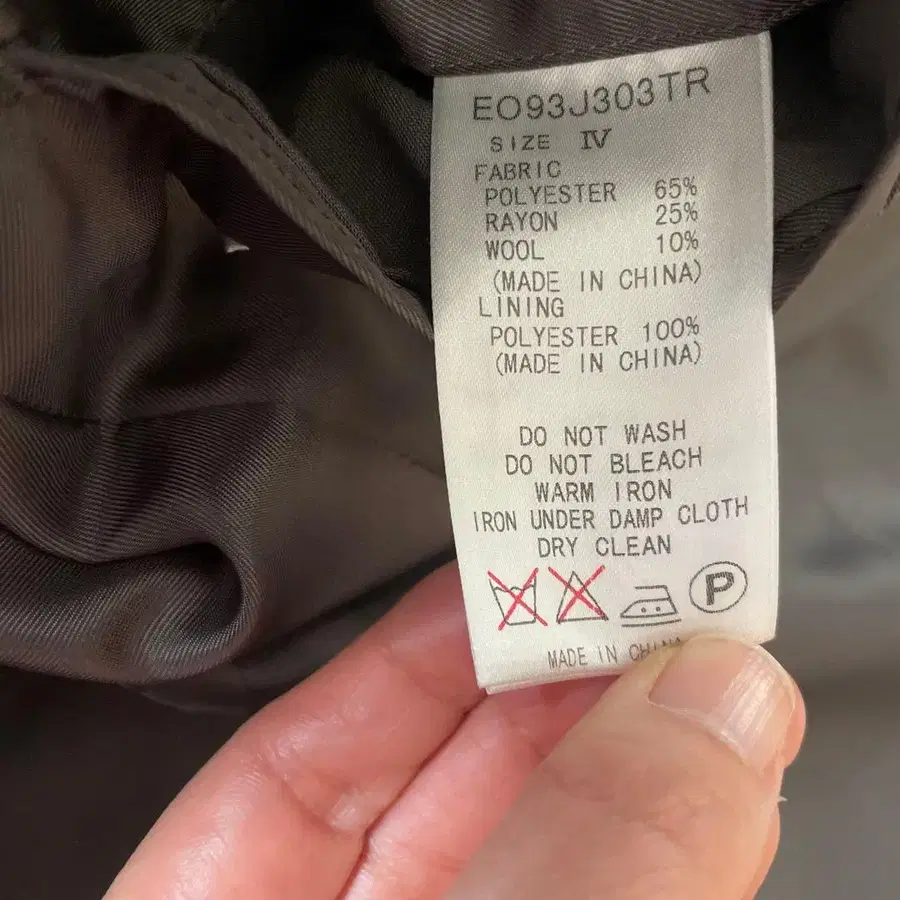 EO93J303TR
SIZE IV
FABRIC
POLYESTER 65%
RAYON 25%
WOOL 10%
(MADE IN CHINA)
LINING
POLYESTER 100%
(MADE IN CHINA)
DO NOT WASH
DO NOT BLEACH
WARM IRON
IRON UNDER DAMP CLOTH
DRY CLEAN
P
MADE IN CHINA